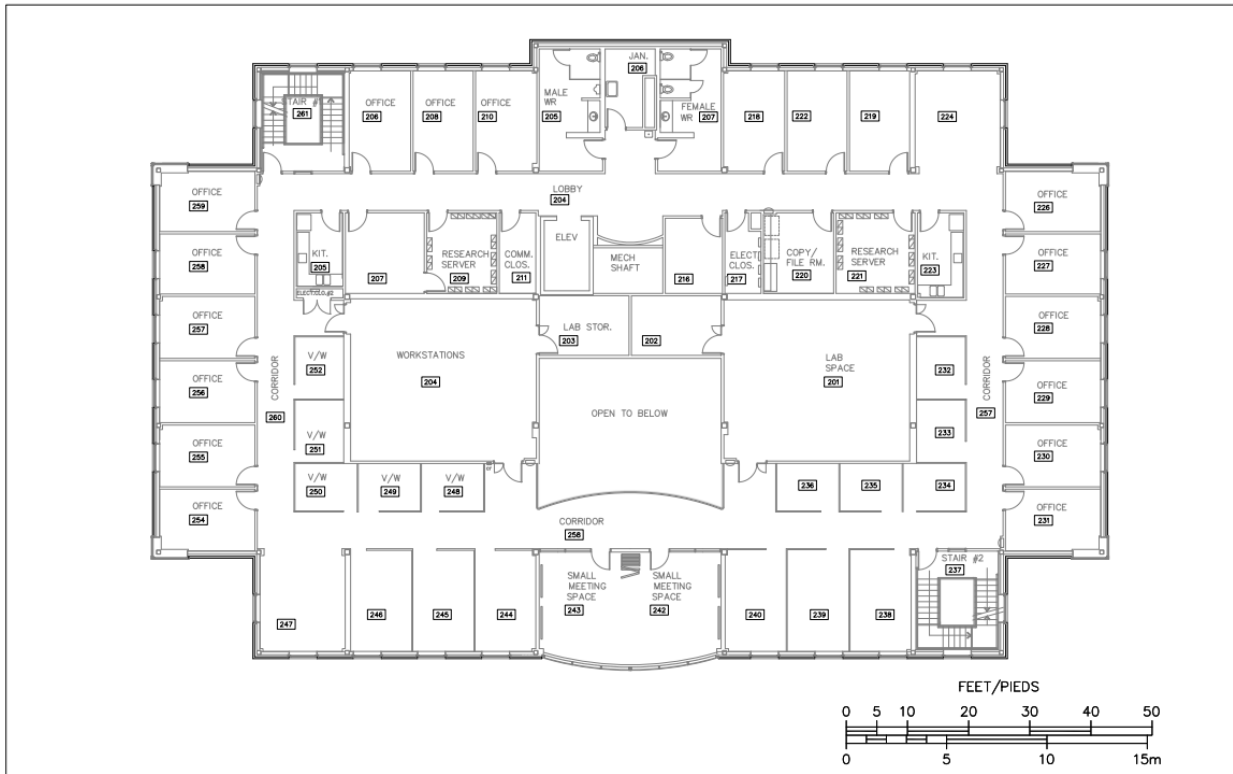 JAN.
206
STAIR #1
261
OFFICE
206
OFFICE
208
OFFICE
210
MALE
WR
205
FEMALE
WR
207
218
222
219
224
OFFICE
259
LOBBY
204
OFFICE
226
OFFICE
258
KIT.
205
207
RESEARCH
SERVER
209
COMM.
CLOS.
211
ELEV
MECH
SHAFT
216
ELECT
CLOS.
217
COPY/
FILE RM.
220
RESEARCH
SERVER
221
KIT.
223
OFFICE
227
OFFICE
257
LAB STOR.
203
202
OFFICE
228
V/W
252
WORKSTATIONS
204
LAB
SPACE
201
232
OFFICE
256
CORRIDOR
260
OPEN TO BELOW
CORRIDOR
257
OFFICE
229
V/W
251
233
OFFICE
255
OFFICE
230
V/W
250
V/W
249
V/W
248
236
235
234
OFFICE
254
OFFICE
231
CORRIDOR
258
STAIR #2
237
SMALL
MEETING
SPACE
243
SMALL
MEETING
SPACE
242
247
246
245
244
240
239
238
FEET/PIEDS
0 5 10 20 30 40 50
0 5 10 15m